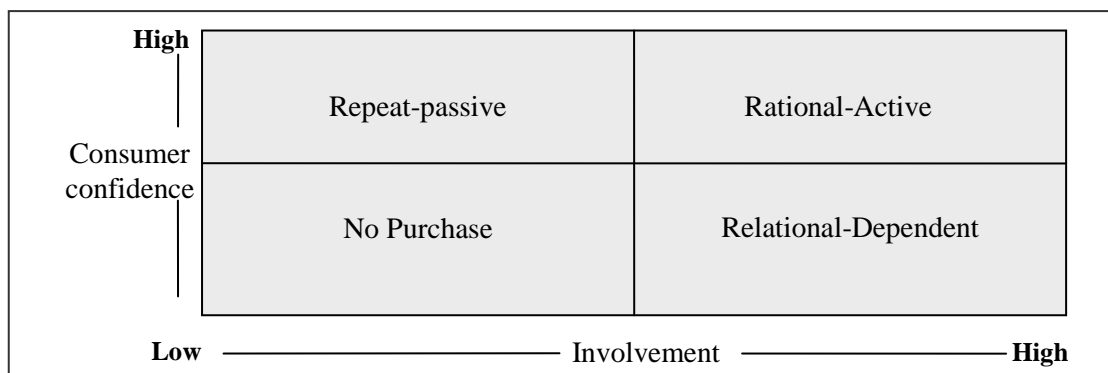 High
Repeat-passive
Rational-Active
Consumer
confidence
No Purchase
Relational-Dependent
Low
Involvement
High